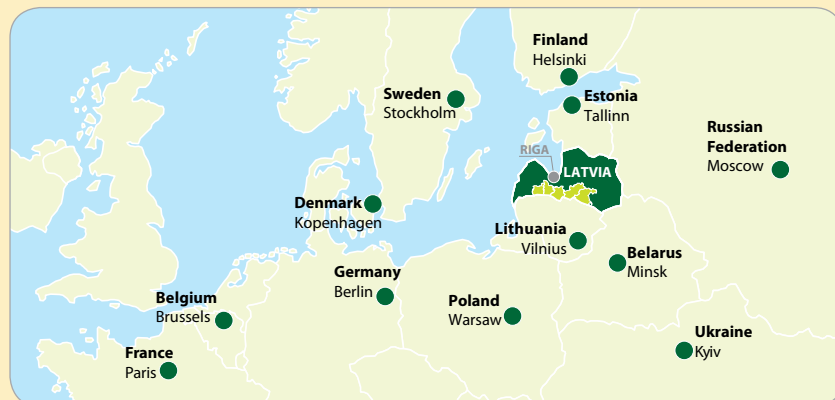 Finland
Helsinki
Sweden
Stockholm
Estonia
Tallinn
Russian
Federation
Moscow
RIGA
LATVIA
Denmark
Kopenhagen
Lithuania
Vilnius
Belarus
Minsk
Germany
Berlin
Belgium
Brussels
Poland
Warsaw
Ukraine
Kyiv
France
Paris